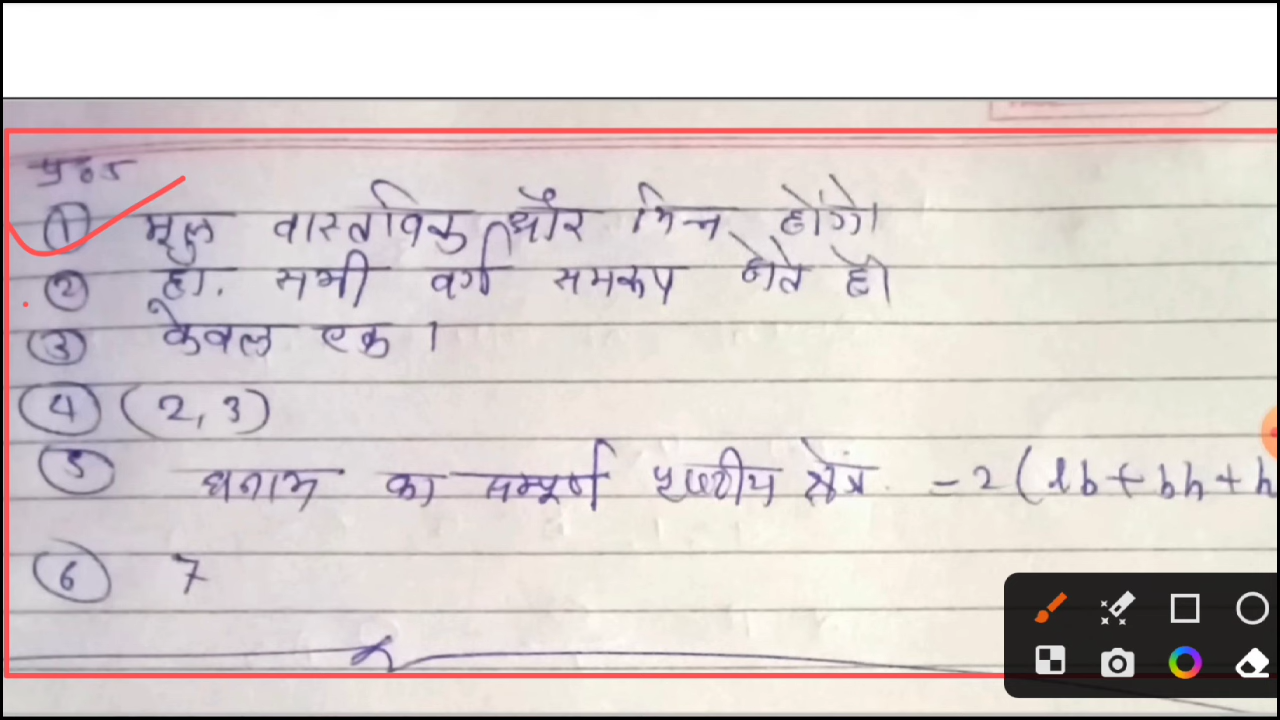 प्र०5
① मूल वास्तविक और भिन्न होंगे।
② हा. सभी वर्ग समरूप होते है।
③ केवल एक ।
④ (2, 3)
⑤ घनाभ का सम्पूर्ण पृष्ठीय क्षेत्र. = 2 (lb + bh + h
⑥ 7